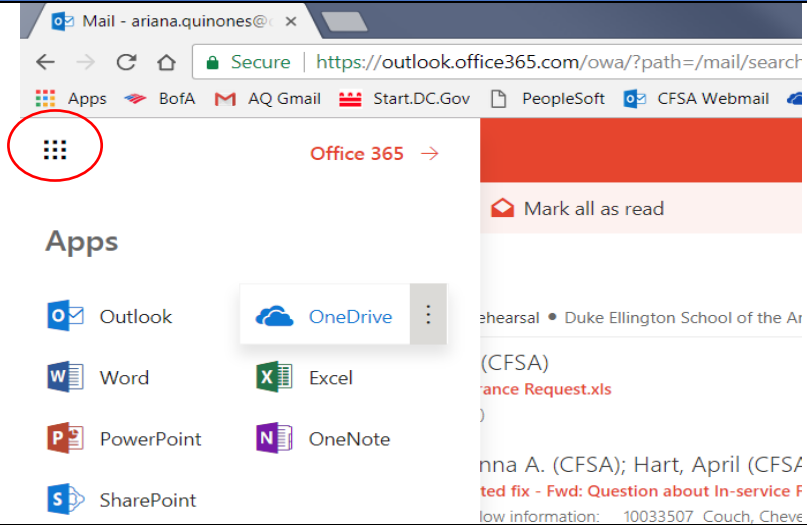 Mail - ariana.quinones@
Secure | https://outlook.office365.com/owa/?path=/mail/search
Apps BofA AQ Gmail Start.DC.Gov PeopleSoft CFSA Webmail
Office 365 →
Mark all as read
Apps
Outlook OneDrive
ehearsal • Duke Ellington School of the Ar
(CFSA)
Word Excel
rance Request.xls
)
PowerPoint OneNote
nna A. (CFSA); Hart, April (CFSA
ted fix - Fwd: Question about In-service F
SharePoint
low information: 10033507 Couch, Cheve